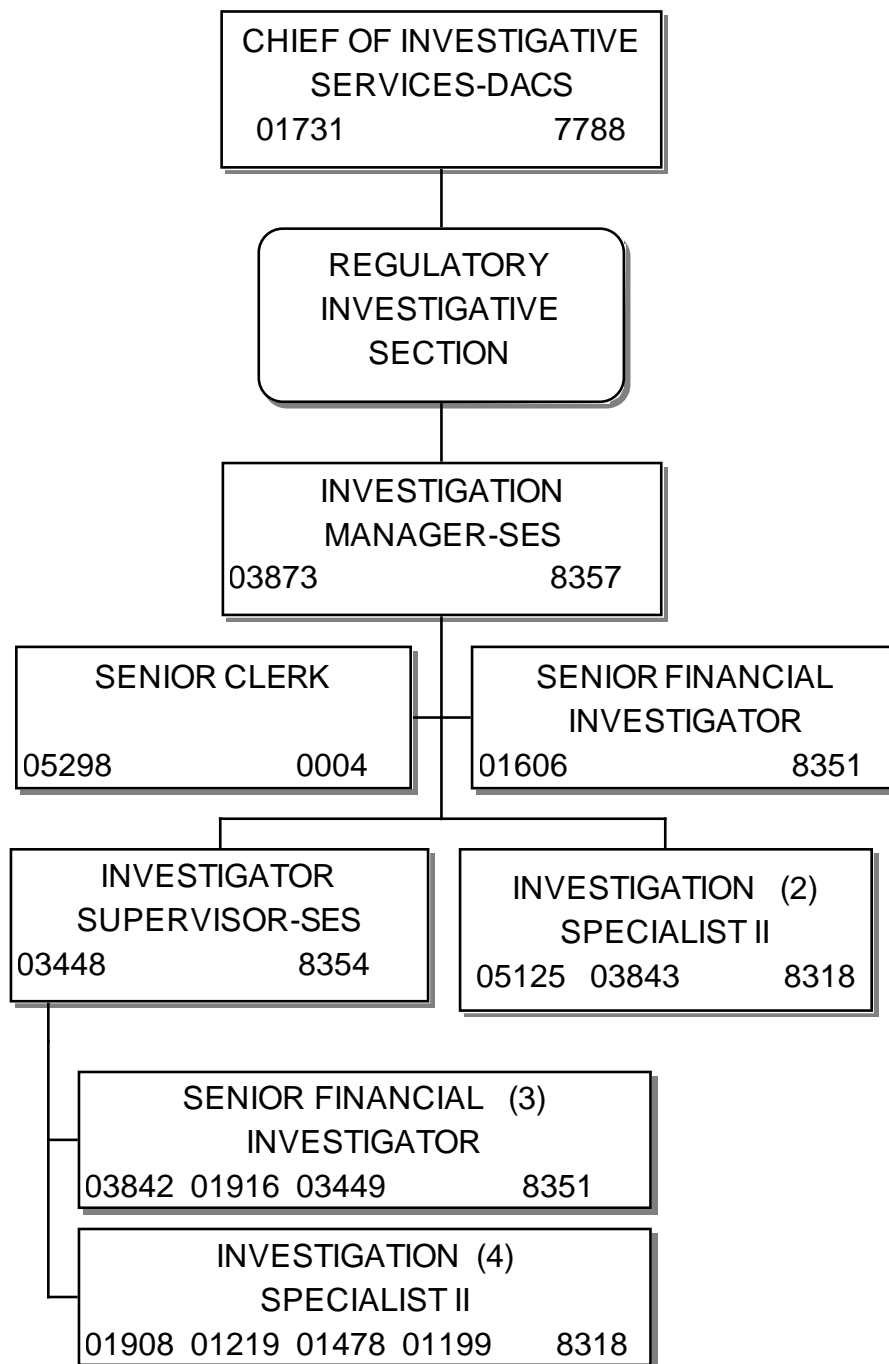 CHIEF OF INVESTIGATIVE
SERVICES-DACS
01731 7788
REGULATORY
INVESTIGATIVE
SECTION
INVESTIGATION
MANAGER-SES
03873 8357
SENIOR CLERK
05298 0004
SENIOR FINANCIAL
INVESTIGATOR
01606 8351
INVESTIGATOR
SUPERVISOR-SES
03448 8354
INVESTIGATION (2)
SPECIALIST II
05125 03843 8318
SENIOR FINANCIAL (3)
INVESTIGATOR
03842 01916 03449 8351
INVESTIGATION (4)
SPECIALIST II
01908 01219 01478 01199 8318